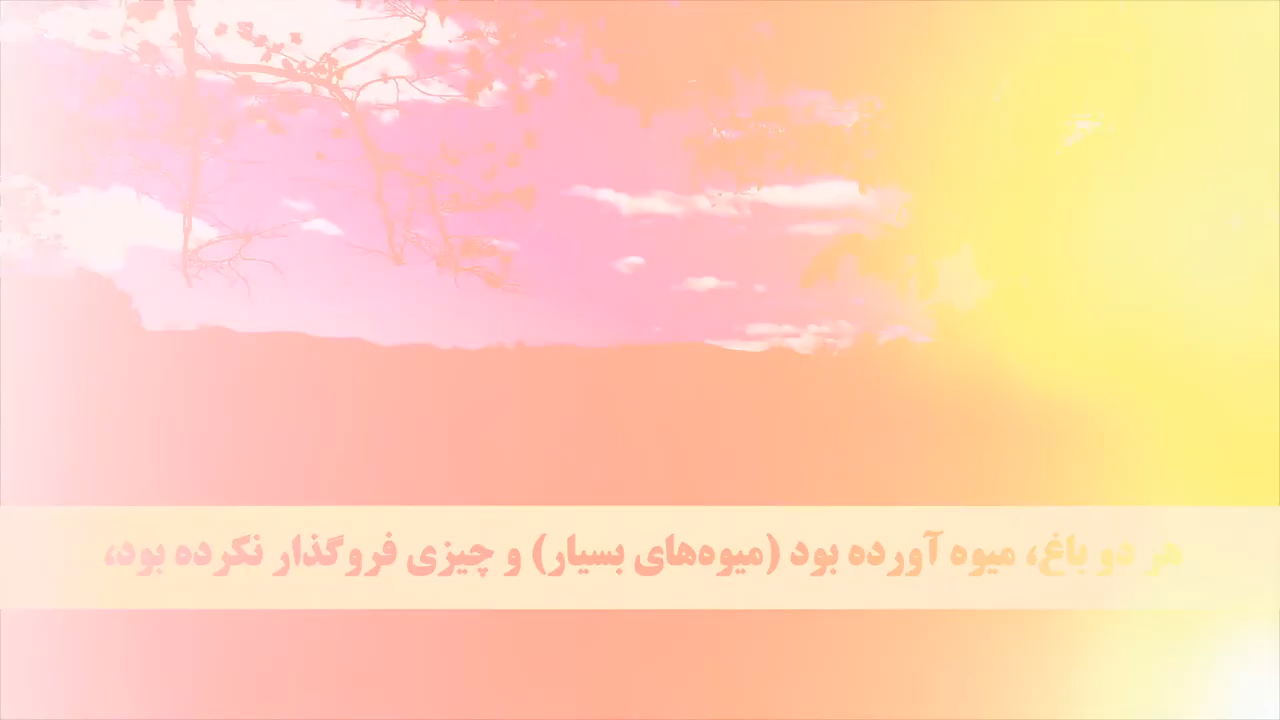 هر دو باغ، میوه آورده بود (میوه‌های بسیار) و چیزی فروگذار نکرده بود،